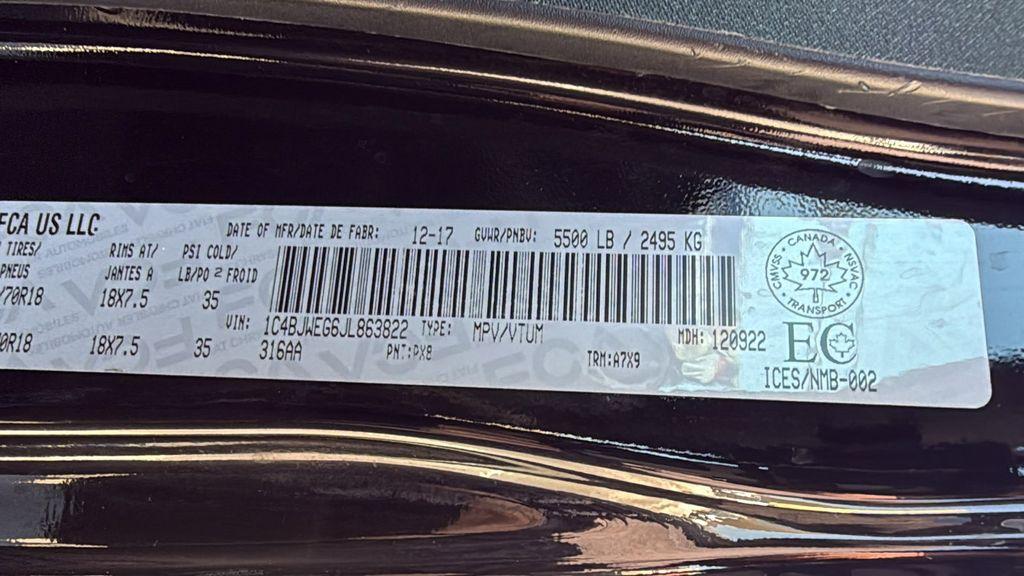 FCA US LLC
DATE OF MFR/DATE DE FABR: 12-17 GVWR/PNBV: 5500 LB / 2495 KG
TIRES/ RIMS AT/ PSI COLD/
PNEUS JANTES A LB/PO 2 FROID
/70R18 18X7.5 35
VIN: 1C4BJWEG6JL863822 TYPE: MPV/VTUM MDH: 120922
70R18 18X7.5 35 316AA PNT:PX8 TRM:A7X9
CANADA
CMVSS NSVAC
972
TRANSPORT
EC
ICES/NMB-002